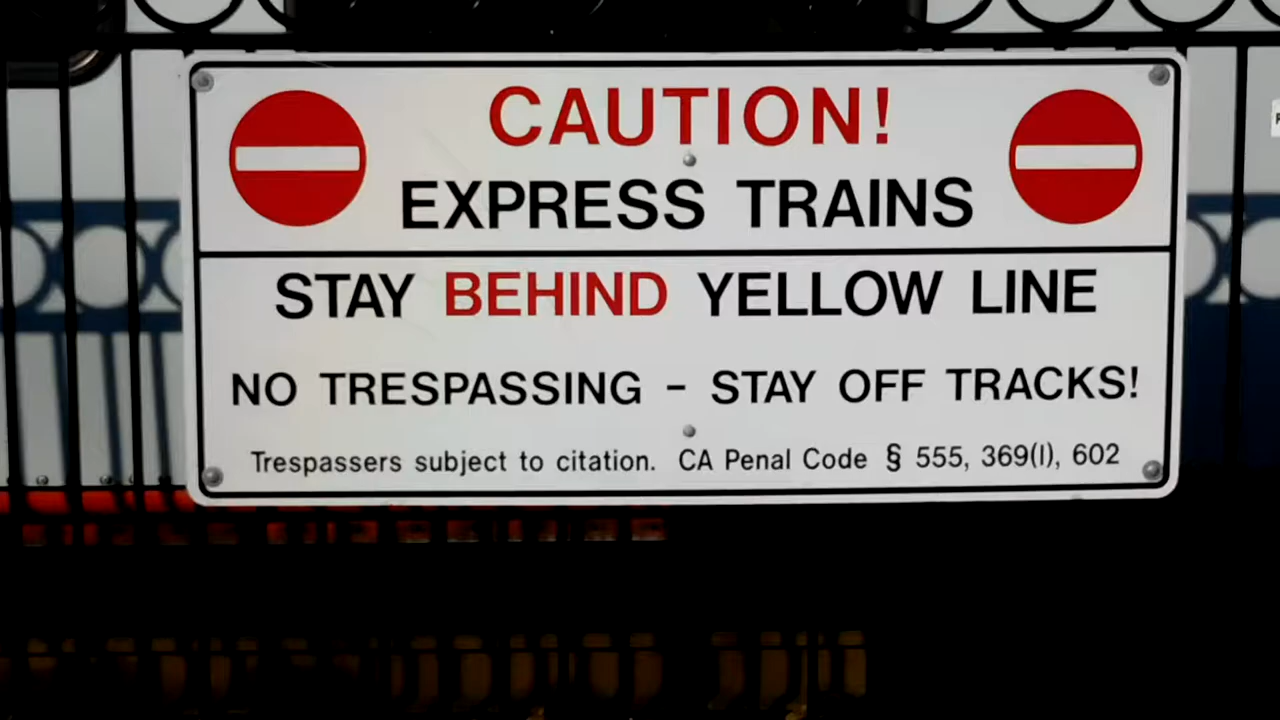 CAUTION!
EXPRESS TRAINS
STAY BEHIND YELLOW LINE
NO TRESPASSING - STAY OFF TRACKS!
Trespassers subject to citation. CA Penal Code § 555, 369(I), 602